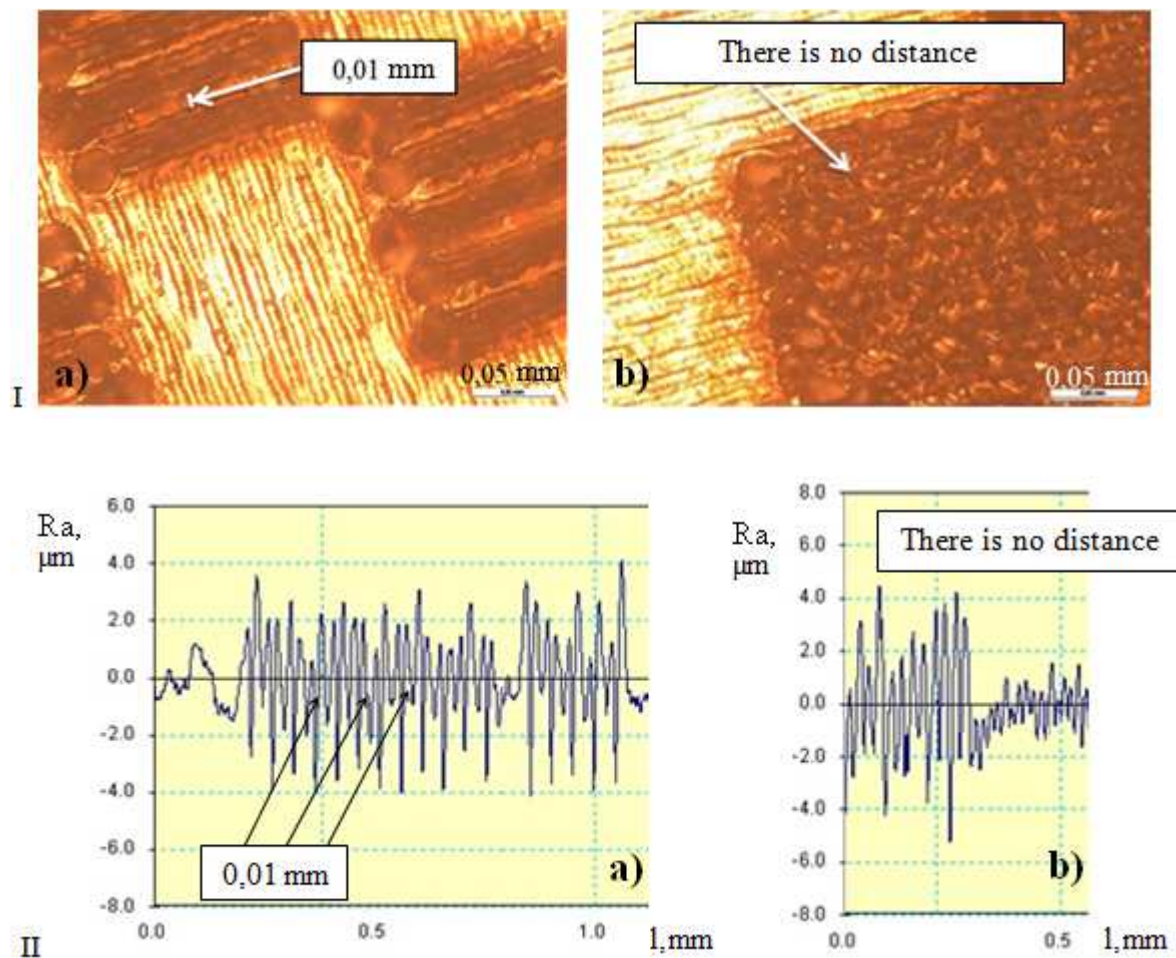 0,01 mm
There is no distance
a)
0,05 mm
b)
0,05 mm
I
6.0
Ra,
μm
4.0
2.0
0.0
-2.0
-4.0
-6.0
-8.0
0,01 mm
a)
0.0
0.5
1.0
l,mm
8.0
Ra,
μm
There is no distance
6.0
4.0
2.0
0.0
-2.0
-4.0
-6.0
-8.0
b)
0.0
0.5
l,mm
II